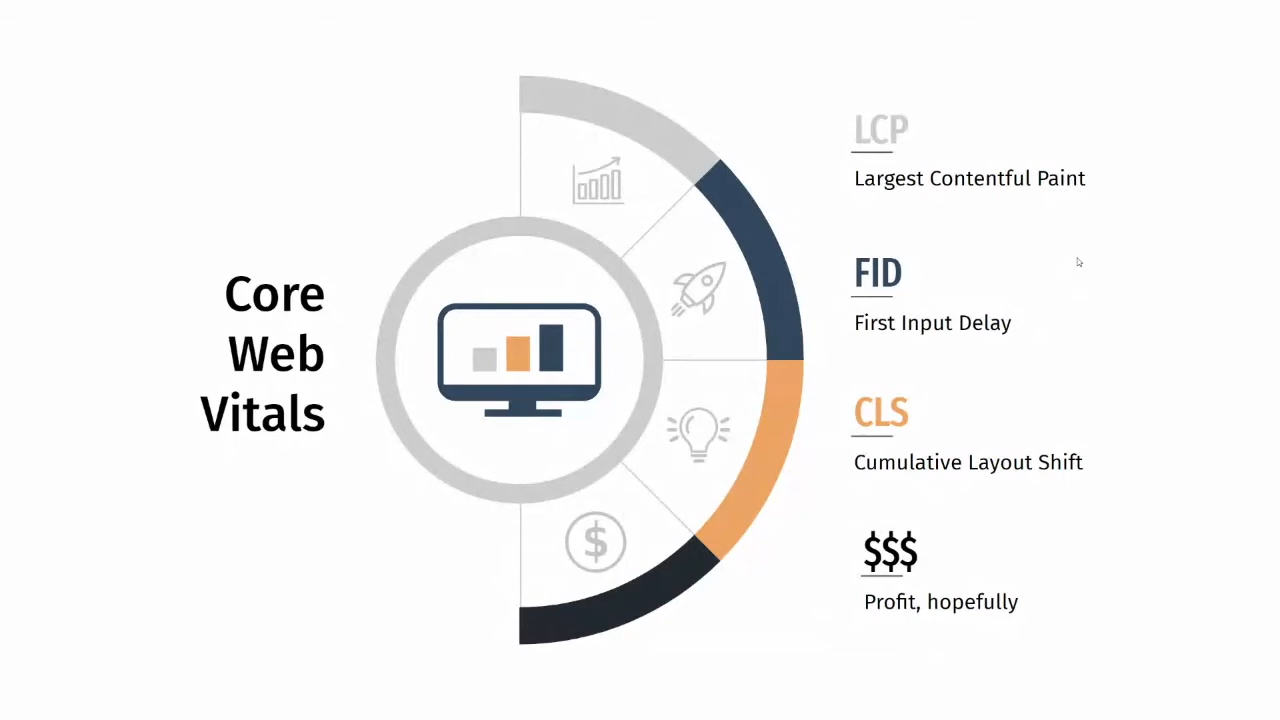 Core
Web
Vitals
LCP
Largest Contentful Paint
FID
First Input Delay
CLS
Cumulative Layout Shift
$
$$$
Profit, hopefully